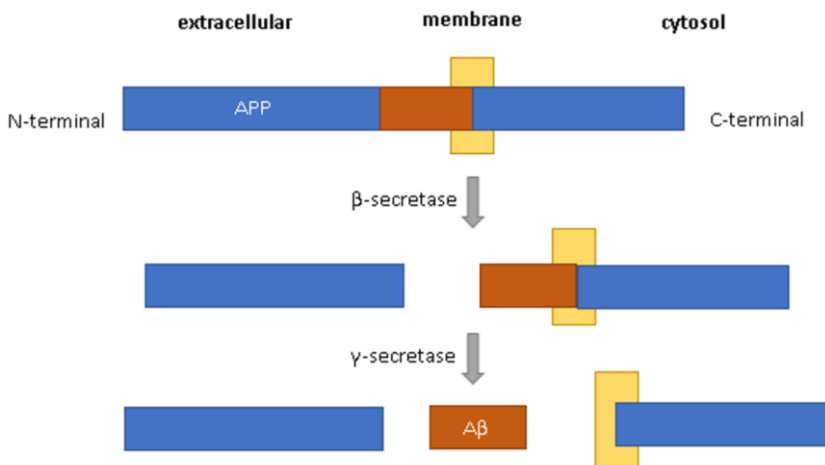 extracellular membrane cytosol
N-terminal APP C-terminal
β-secretase
γ-secretase
Aβ